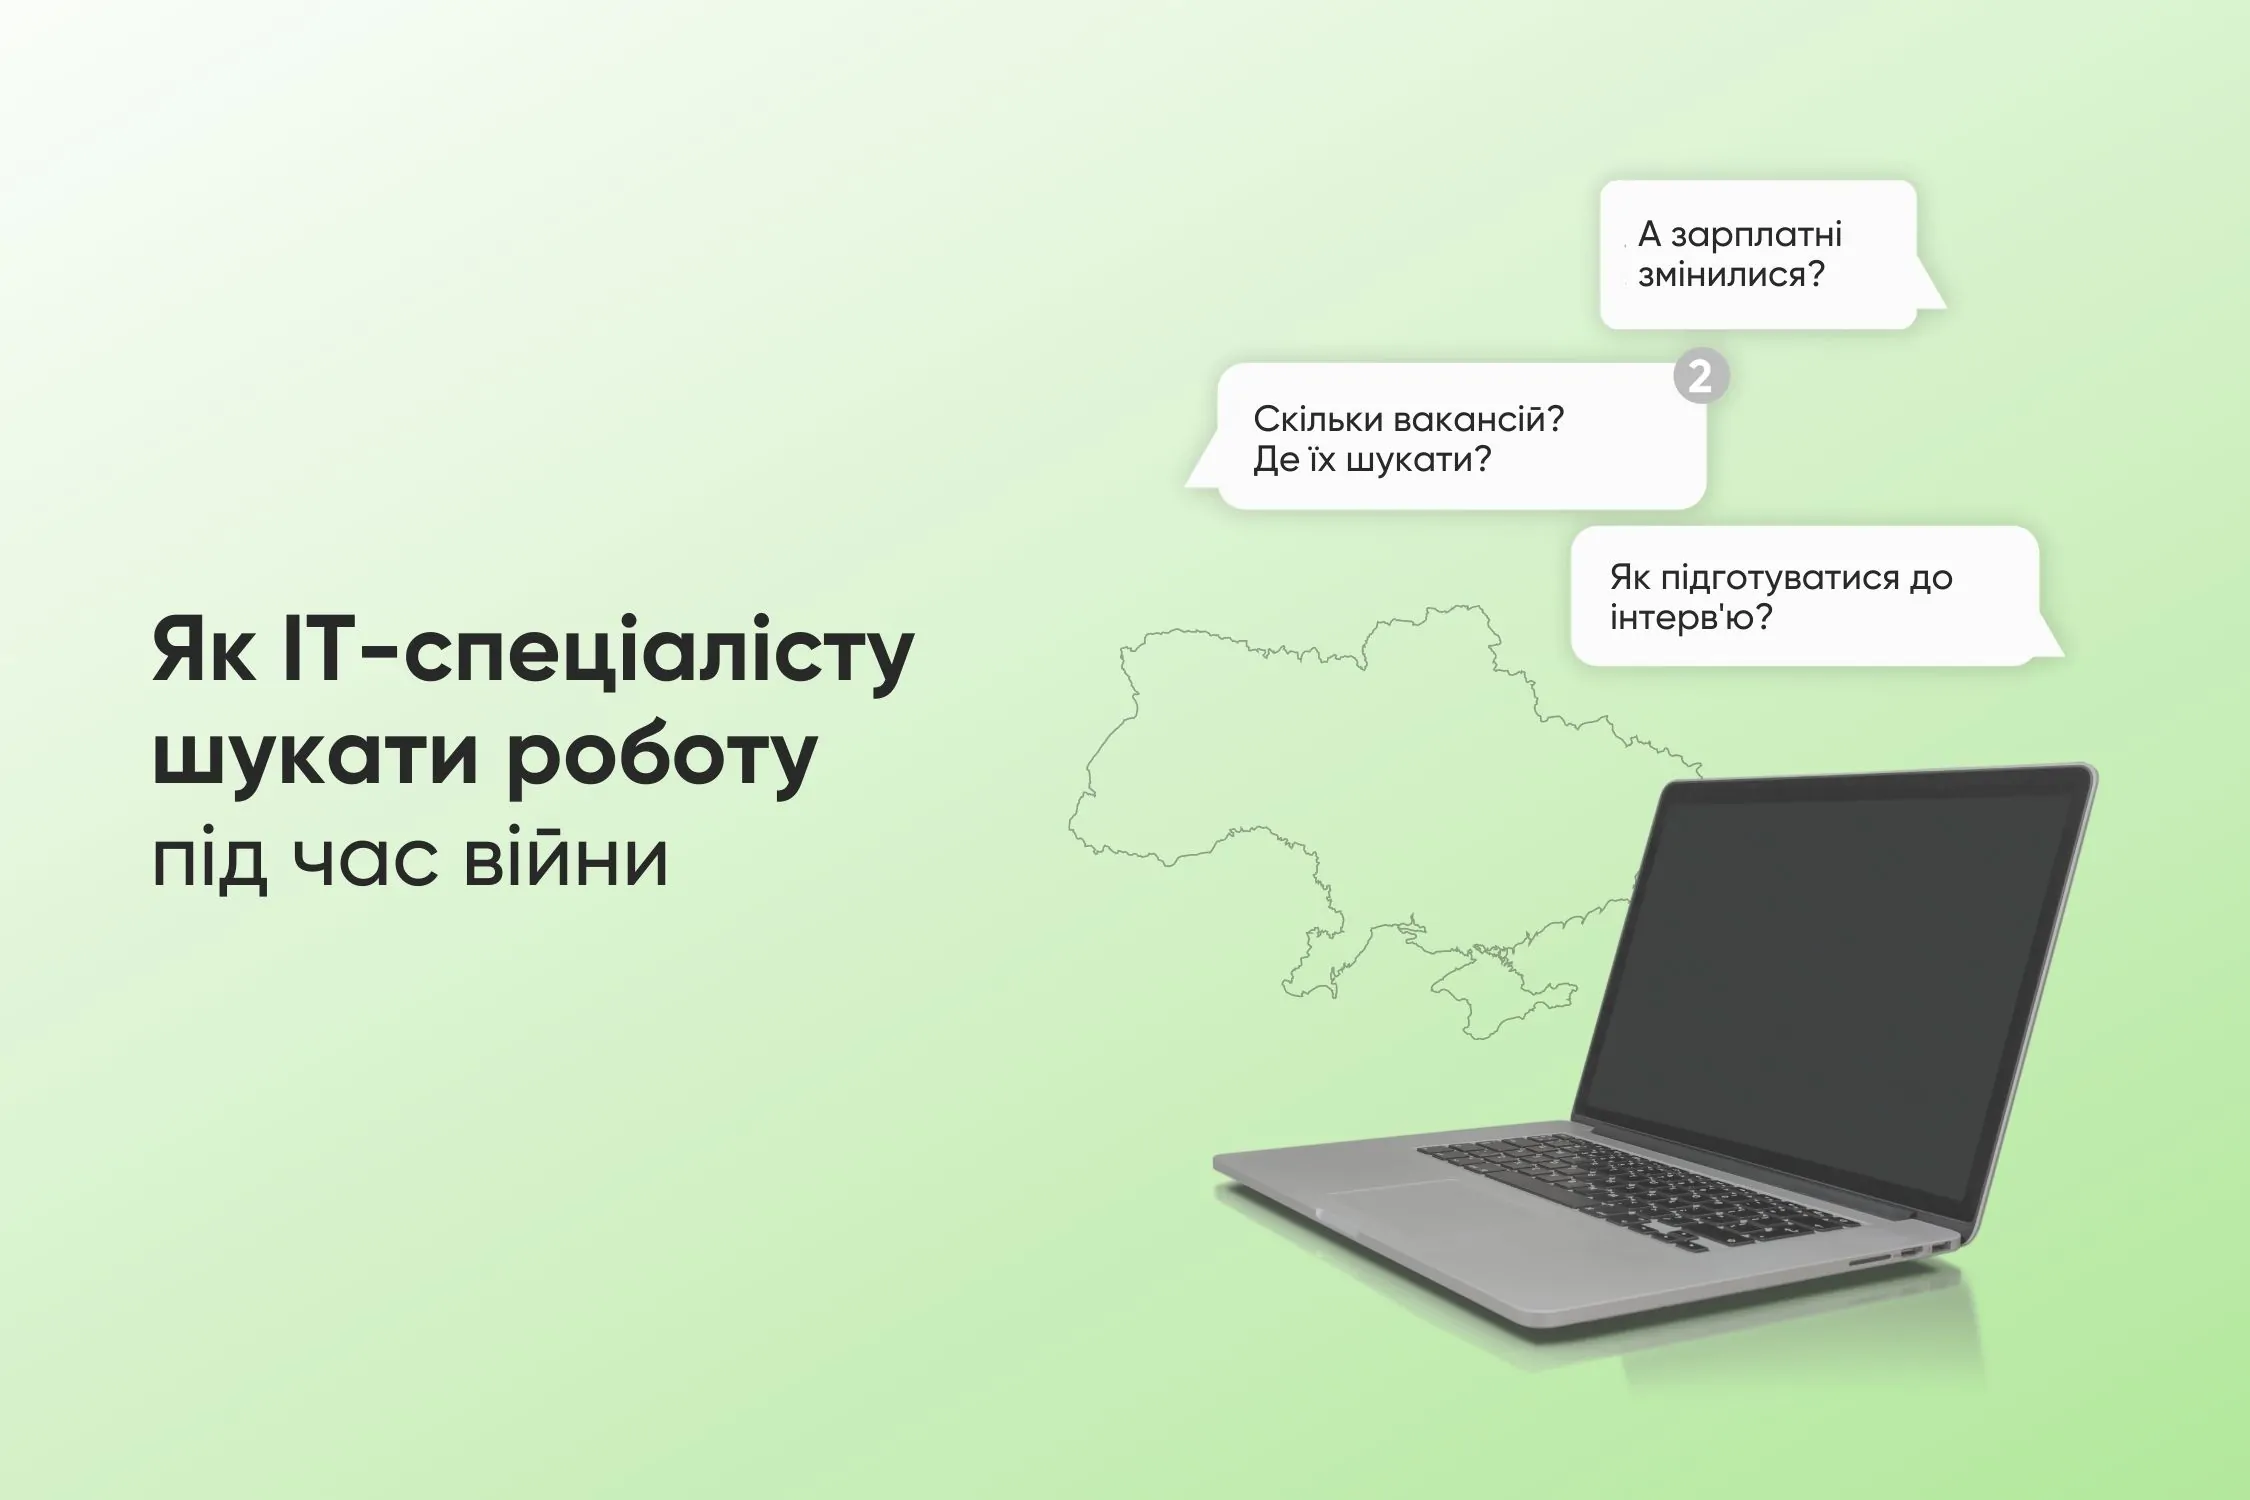 Як ІТ-спеціалісту
шукати роботу
під час війни
А зарплатні
змінилися?
2
Скільки вакансій?
Де їх шукати?
Як підготуватися до
інтерв'ю?